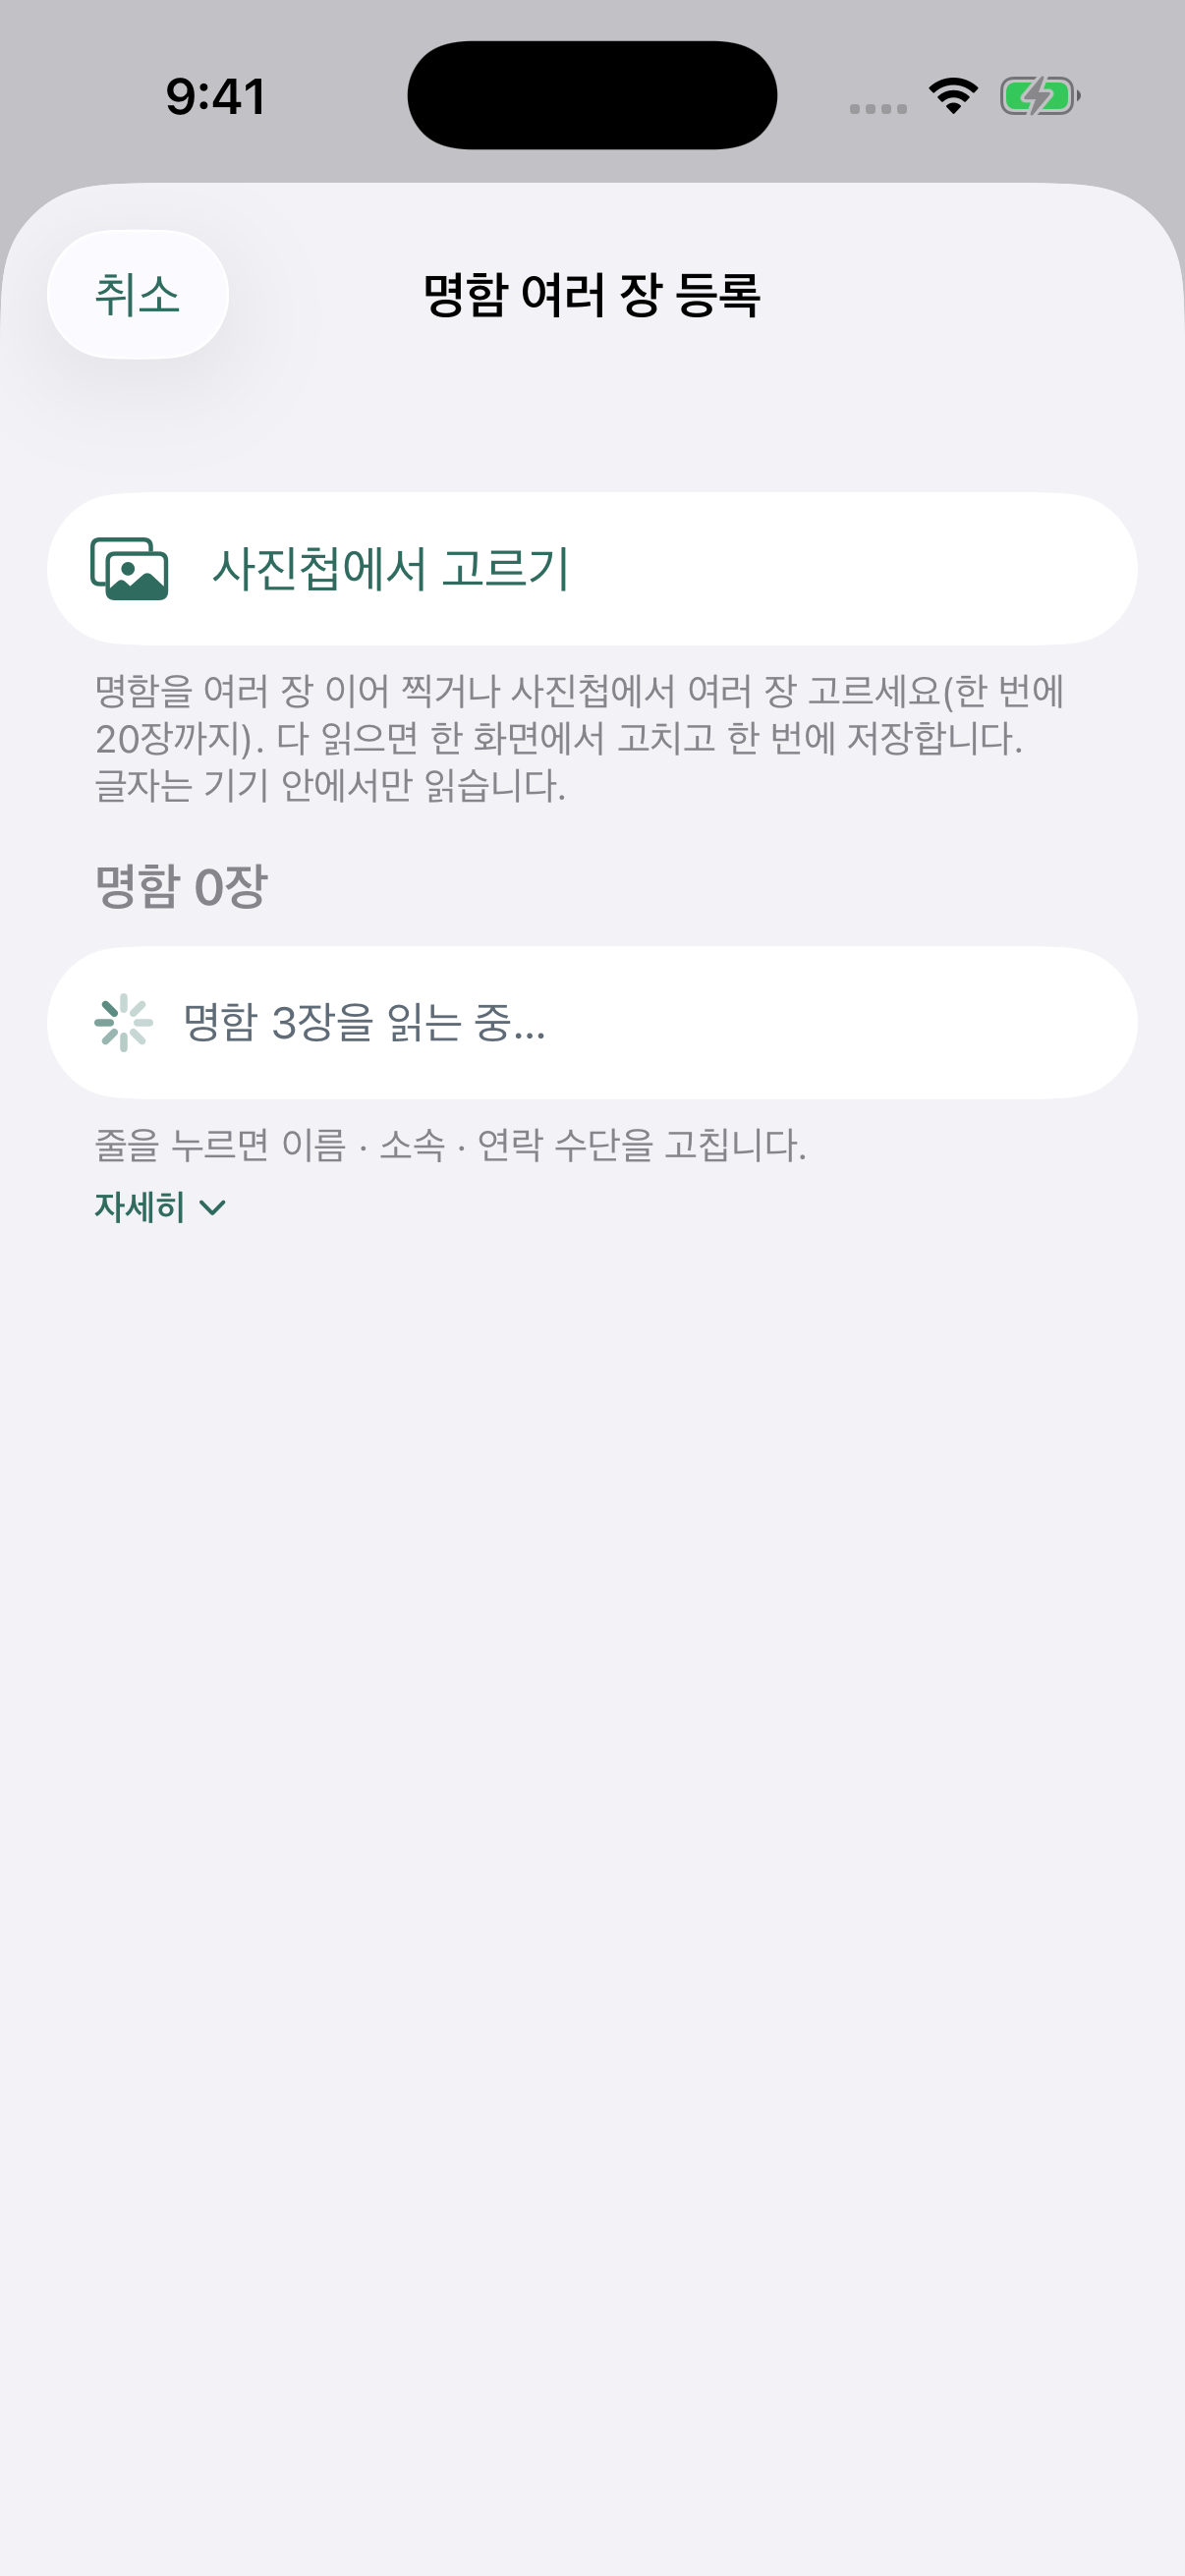 9:41
취소
명함 여러 장 등록
사진첩에서 고르기
명함을 여러 장 이어 찍거나 사진첩에서 여러 장 고르세요(한 번에
20장까지). 다 읽으면 한 화면에서 고치고 한 번에 저장합니다.
글자는 기기 안에서만 읽습니다.
명함 0장
명함 3장을 읽는 중...
줄을 누르면 이름 · 소속 · 연락 수단을 고칩니다.
자세히